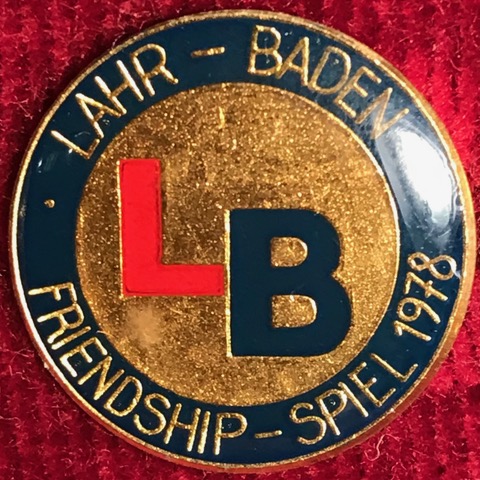 LAHR - BADEN
LB
FRIENDSHIP - SPIEL 1978